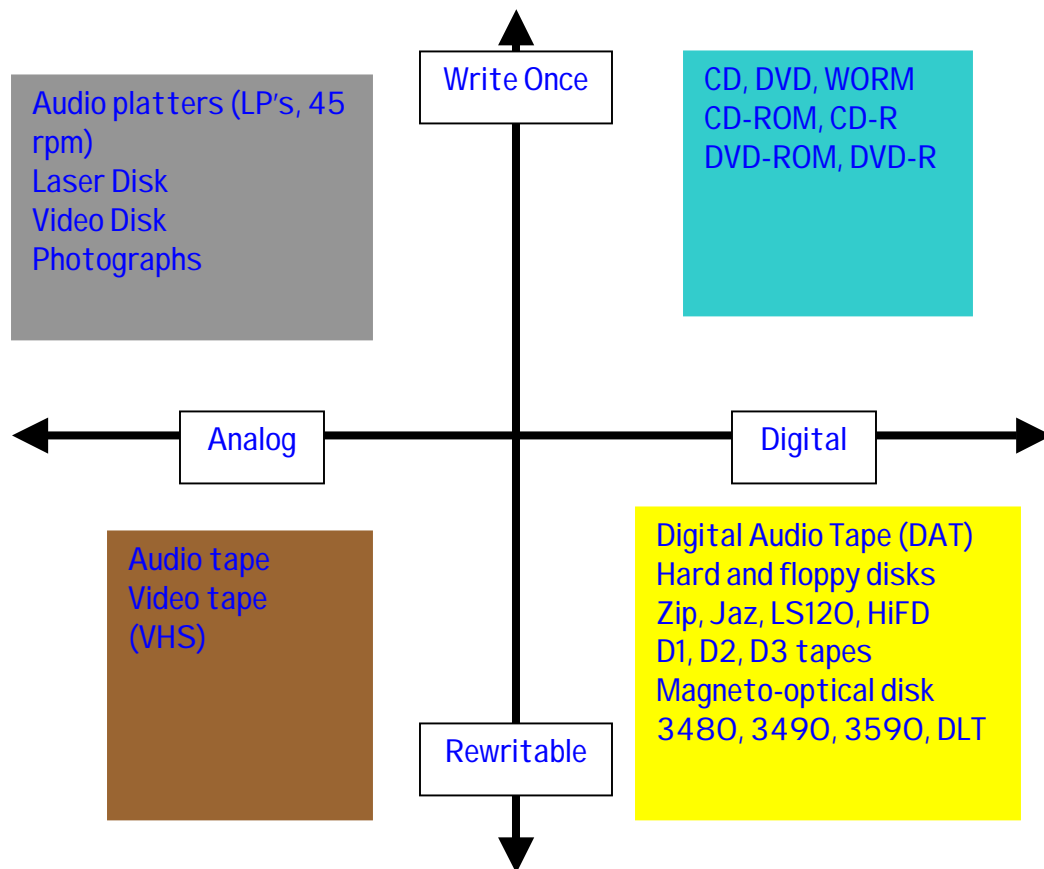 Write Once
Audio platters (LP's, 45
rpm)
Laser Disk
Video Disk
Photographs
CD, DVD, WORM
CD-ROM, CD-R
DVD-ROM, DVD-R
Analog
Digital
Audio tape
Video tape
(VHS)
Digital Audio Tape (DAT)
Hard and floppy disks
Zip, Jaz, LS120, HiFD
D1, D2, D3 tapes
Magneto-optical disk
3480, 3490, 3590, DLT
Rewritable